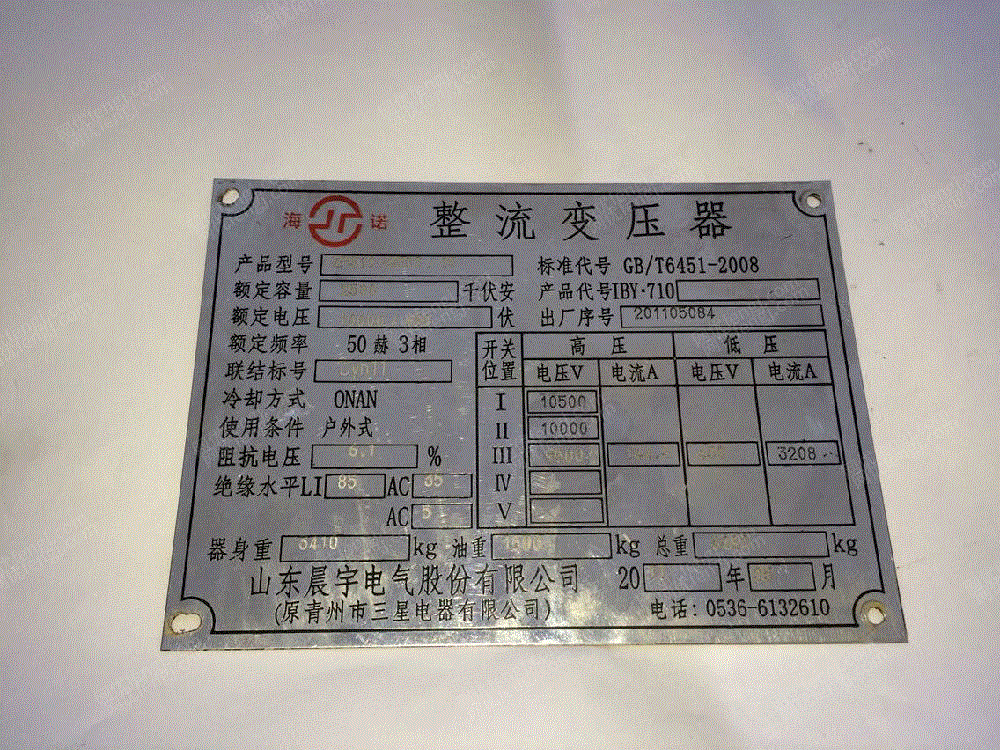 海 诺 整流变压器
产品型号 标准代号 GB/T6451-2008
额定容量 千伏安 产品代号IBY·710
额定电压 伏 出厂序号 201105084
额定频率 50赫3相
联结标号
冷却方式 ONAN
使用条件 户外式
阻抗电压 %
绝缘水平LI 85 AC 35
AC
开关位置 高压 低压
电压V 电流A 电压V 电流A
I 10500
II 10000
III 3208
IV
V
器身重 kg 油重 kg 总重 kg
山东晨宇电气股份有限公司 20 年 月
(原青州市三星电器有限公司) 电话: 0536-6132610